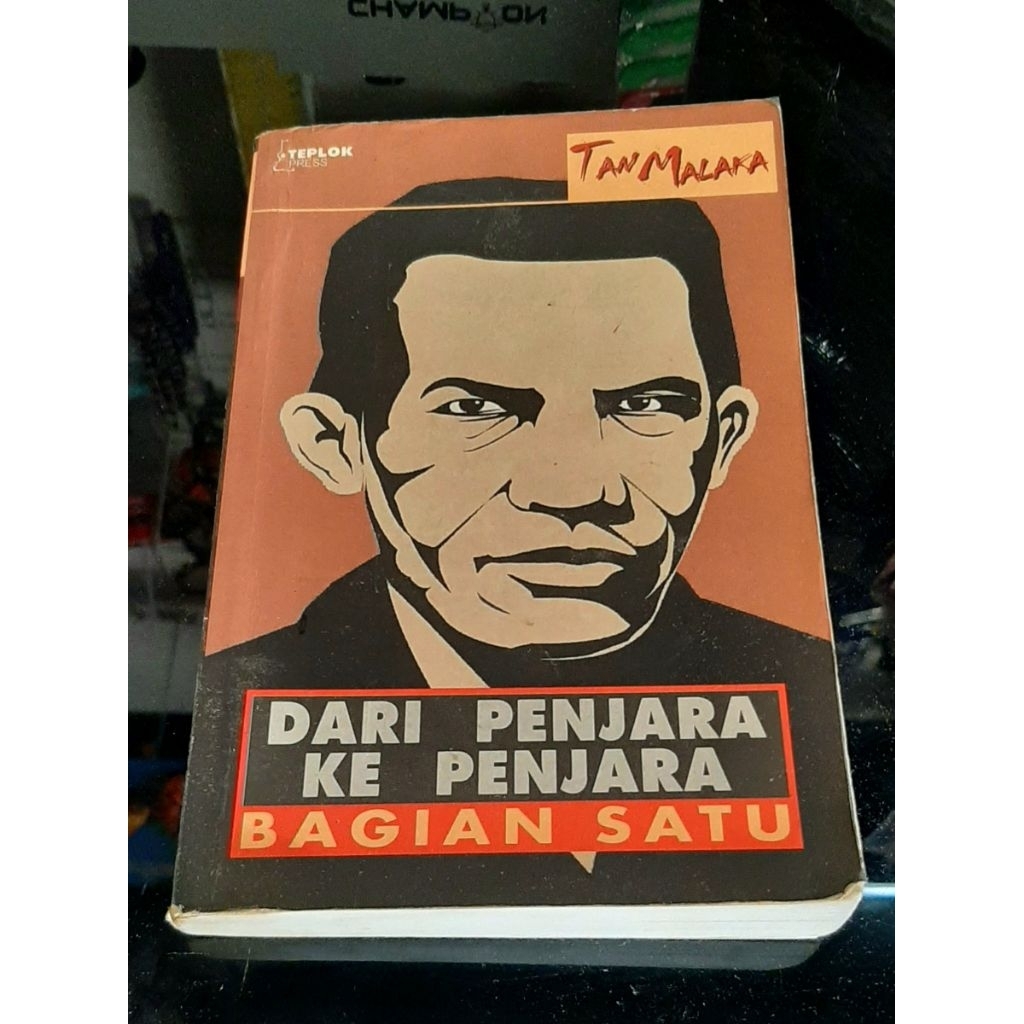 CHAMPION
TEPLOK
PRESS
TAN MALAKA
DARI PENJARA
KE PENJARA
BAGIAN SATU